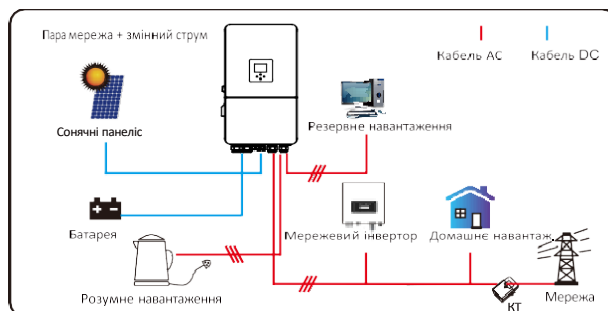 Пара мережа + змінний струм
Кабель AC
Кабель DC
Сонячні панеліс
Резервне навантаження
Батарея
Мережевий інвертор
Домашнє навантаж
Розумне навантаження
КТ
Мережа